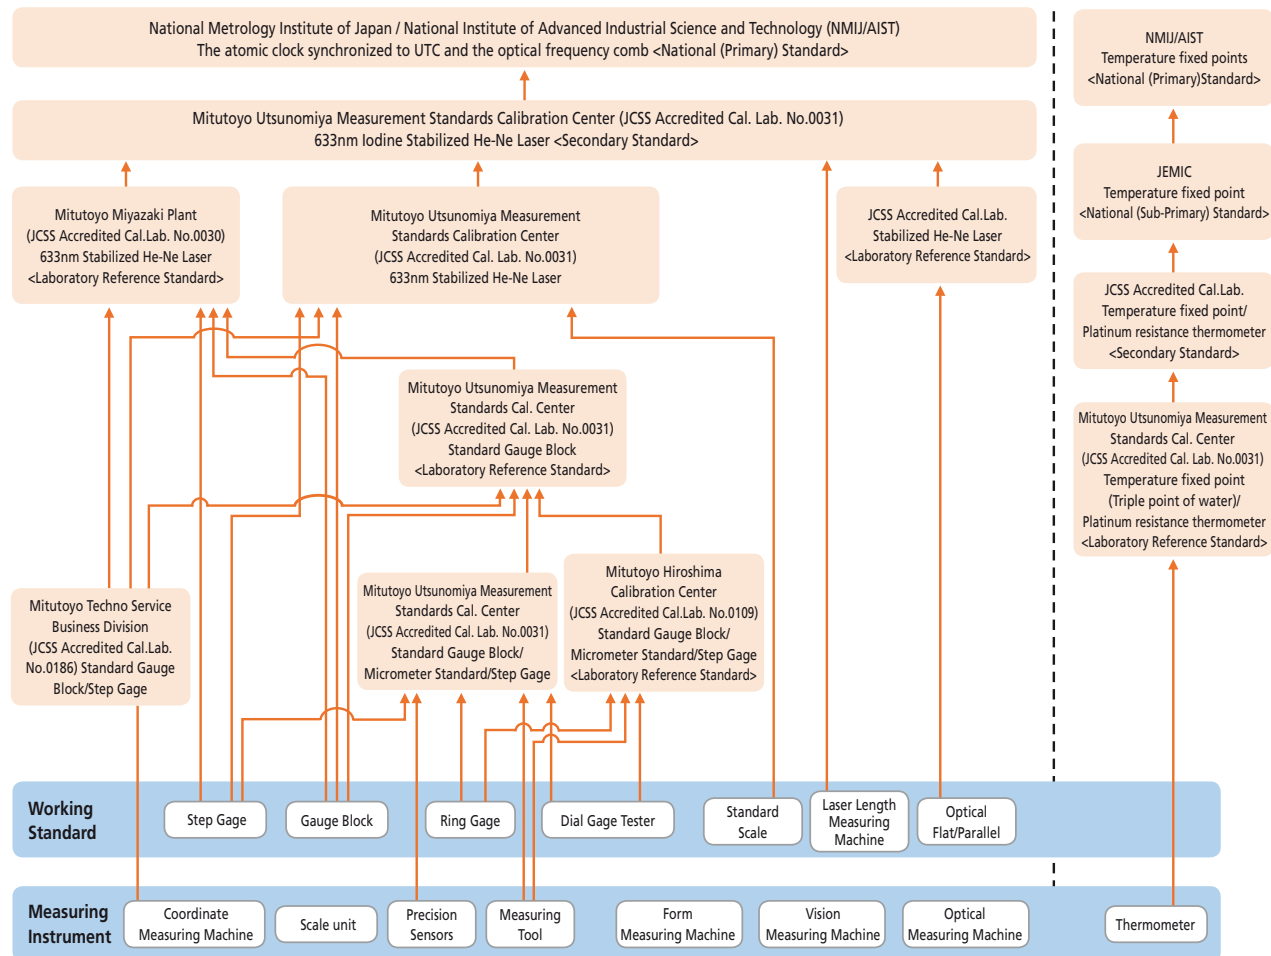 National Metrology Institute of Japan / National Institute of Advanced Industrial Science and Technology (NMIJ/AIST)
The atomic clock synchronized to UTC and the optical frequency comb <National (Primary) Standard>
Mitutoyo Utsunomiya Measurement Standards Calibration Center (JCSS Accredited Cal. Lab. No.0031)
633nm Iodine Stabilized He-Ne Laser <Secondary Standard>
Mitutoyo Miyazaki Plant
(JCSS Accredited Cal.Lab. No.0030)
633nm Stabilized He-Ne Laser
<Laboratory Reference Standard>
Mitutoyo Utsunomiya Measurement
Standards Calibration Center
(JCSS Accredited Cal. Lab. No.0031)
633nm Stabilized He-Ne Laser
JCSS Accredited Cal.Lab.
Stabilized He-Ne Laser
<Laboratory Reference Standard>
Mitutoyo Utsunomiya Measurement
Standards Cal. Center
(JCSS Accredited Cal. Lab. No.0031)
Standard Gauge Block
<Laboratory Reference Standard>
Mitutoyo Techno Service
Business Division
(JCSS Accredited Cal.Lab.
No.0186) Standard Gauge
Block/Step Gage
Mitutoyo Utsunomiya Measurement
Standards Cal. Center
(JCSS Accredited Cal. Lab. No.0031)
Standard Gauge Block/
Micrometer Standard/Step Gage
Mitutoyo Hiroshima
Calibration Center
(JCSS Accredited Cal.Lab. No.0109)
Standard Gauge Block/
Micrometer Standard/Step Gage
<Laboratory Reference Standard>
NMIJ/AIST
Temperature fixed points
<National (Primary)Standard>
JEMIC
Temperature fixed point
<National (Sub-Primary) Standard>
JCSS Accredited Cal.Lab.
Temperature fixed point/
Platinum resistance thermometer
<Secondary Standard>
Mitutoyo Utsunomiya Measurement
Standards Cal. Center
(JCSS Accredited Cal. Lab. No.0031)
Temperature fixed point
(Triple point of water)/
Platinum resistance thermometer
<Laboratory Reference Standard>
Working
Standard
Step Gage
Gauge Block
Ring Gage
Dial Gage Tester
Standard
Scale
Laser Length
Measuring
Machine
Optical
Flat/Parallel
Measuring
Instrument
Coordinate
Measuring Machine
Scale unit
Precision
Sensors
Measuring
Tool
Form
Measuring Machine
Vision
Measuring Machine
Optical
Measuring Machine
Thermometer